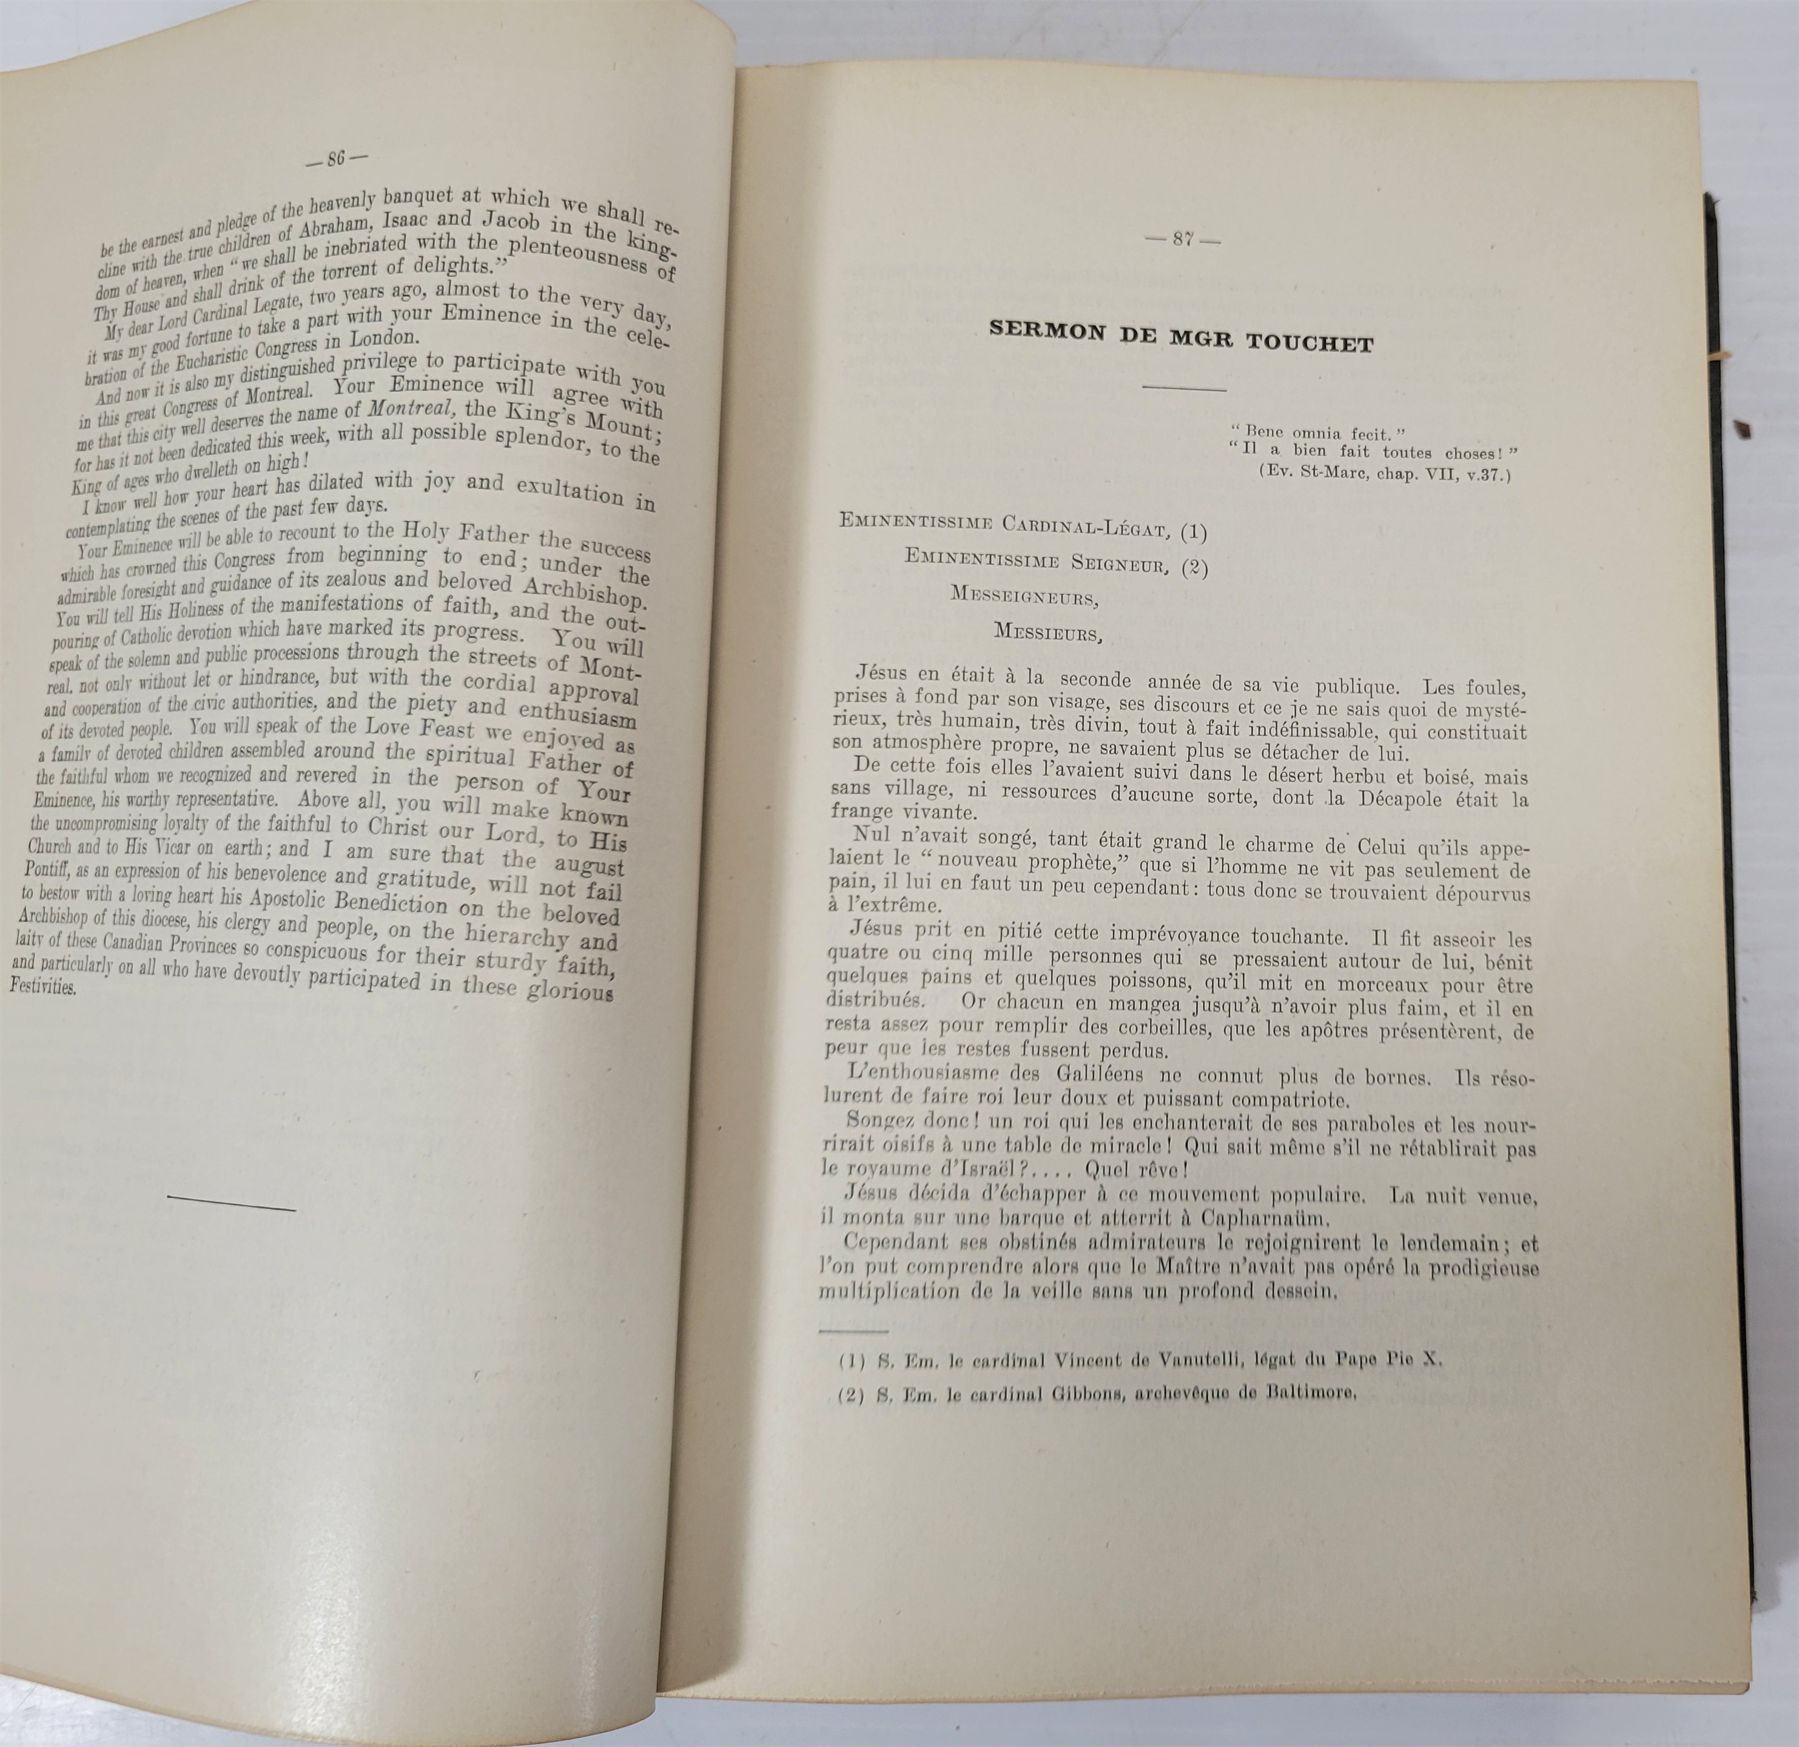 — 86 —
be the earnest and pledge of the heavenly banquet at which we shall re-
cline with the true children of Abraham, Isaac and Jacob in the king-
dom of heaven, when “ we shall be inebriated with the plenteousness of
Thy House and shall drink of the torrent of delights.”
My dear Lord Cardinal Legate, two years ago, almost to the very day,
it was my good fortune to take a part with your Eminence in the cele-
bration of the Eucharistic Congress in London.
And now it is also my distinguished privilege to participate with you
in this great Congress of Montreal. Your Eminence will agree with
me that this city well deserves the name of Montreal, the King's Mount;
for has it not been dedicated this week, with all possible splendor, to the
King of ages who dwelleth on high!
I know well how your heart has dilated with joy and exultation in
contemplating the scenes of the past few days.
Your Eminence will be able to recount to the Holy Father the success
which has crowned this Congress from beginning to end; under the
admirable foresight and guidance of its zealous and beloved Archbishop.
You will tell His Holiness of the manifestations of faith, and the out-
pouring of Catholic devotion which have marked its progress. You will
speak of the solemn and public processions through the streets of Mont-
real, not only without let or hindrance, but with the cordial approval
and cooperation of the civic authorities, and the piety and enthusiasm
of its devoted people. You will speak of the Love Feast we enjoyed as
a family of devoted children assembled around the spiritual Father of
the faithful whom we recognized and revered in the person of Your
Eminence, his worthy representative. Above all, you will make known
the uncompromising loyalty of the faithful to Christ our Lord, to His
Church and to His Vicar on earth; and I am sure that the august
Pontiff, as an expression of his benevolence and gratitude, will not fail
to bestow with a loving heart his Apostolic Benediction on the beloved
Archbishop of this diocese, his clergy and people, on the hierarchy and
laity of these Canadian Provinces so conspicuous for their sturdy faith,
and particularly on all who have devoutly participated in these glorious
Festivities.
— 87 —
SERMON DE MGR TOUCHET
“ Bene omnia fecit. ”
“ Il a bien fait toutes choses! ”
(Ev. St-Marc, chap. VII, v.37.)
Eminentissime Cardinal-Légat, (1)
Eminentissime Seigneur, (2)
Messeigneurs,
Messieurs,
Jésus en était à la seconde année de sa vie publique. Les foules,
prises à fond par son visage, ses discours et ce je ne sais quoi de mysté-
rieux, très humain, très divin, tout à fait indéfinissable, qui constituait
son atmosphère propre, ne savaient plus se détacher de lui.
De cette fois elles l'avaient suivi dans le désert herbu et boisé, mais
sans village, ni ressources d'aucune sorte, dont la Décapole était la
frange vivante.
Nul n'avait songé, tant était grand le charme de Celui qu'ils appe-
laient le “ nouveau prophète,” que si l'homme ne vit pas seulement de
pain, il lui en faut un peu cependant: tous donc se trouvaient dépourvus
à l'extrême.
Jésus prit en pitié cette imprévoyance touchante. Il fit asseoir les
quatre ou cinq mille personnes qui se pressaient autour de lui, bénit
quelques pains et quelques poissons, qu'il mit en morceaux pour être
distribués. Or chacun en mangea jusqu'à n'avoir plus faim, et il en
resta assez pour remplir des corbeilles, que les apôtres présentèrent, de
peur que les restes fussent perdus.
L'enthousiasme des Galiléens ne connut plus de bornes. Ils réso-
lurent de faire roi leur doux et puissant compatriote.
Songez donc! un roi qui les enchanterait de ses paraboles et les nour-
rirait oisifs à une table de miracle! Qui sait même s'il ne rétablirait pas
le royaume d'Israël?.... Quel rêve!
Jésus décida d'échapper à ce mouvement populaire. La nuit venue,
il monta sur une barque et atterrit à Capharnaüm.
Cependant ses obstinés admirateurs le rejoignirent le lendemain; et
l'on put comprendre alors que le Maître n'avait pas opéré la prodigieuse
multiplication de la veille sans un profond dessein.
(1) S. Em. le cardinal Vincent de Vanutelli, légat du Pape Pie X.
(2) S. Em. le cardinal Gibbons, archevêque de Baltimore.